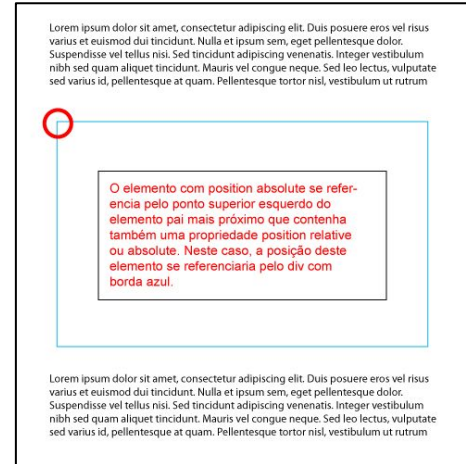 Lorem ipsum dolor sit amet, consectetur adipiscing elit. Duis posuere eros vel risus
varius et euismod dui tincidunt. Nulla et ipsum sem, eget pellentesque dolor.
Suspendisse vel tellus nisi. Sed tincidunt adipiscing venenatis. Integer vestibulum
nibh sed quam aliquet tincidunt. Mauris vel congue neque. Sed leo lectus, vulputate
sed varius id, pellentesque at quam. Pellentesque tortor nisl, vestibulum ut rutrum
O elemento com position absolute se refer-
encia pelo ponto superior esquerdo do
elemento pai mais próximo que contenha
também uma propriedade position relative
ou absolute. Neste caso, a posição deste
elemento se referenciaria pelo div com
borda azul.
Lorem ipsum dolor sit amet, consectetur adipiscing elit. Duis posuere eros vel risus
varius et euismod dui tincidunt. Nulla et ipsum sem, eget pellentesque dolor.
Suspendisse vel tellus nisi. Sed tincidunt adipiscing venenatis. Integer vestibulum
nibh sed quam aliquet tincidunt. Mauris vel congue neque. Sed leo lectus, vulputate
sed varius id, pellentesque at quam. Pellentesque tortor nisl, vestibulum ut rutrum